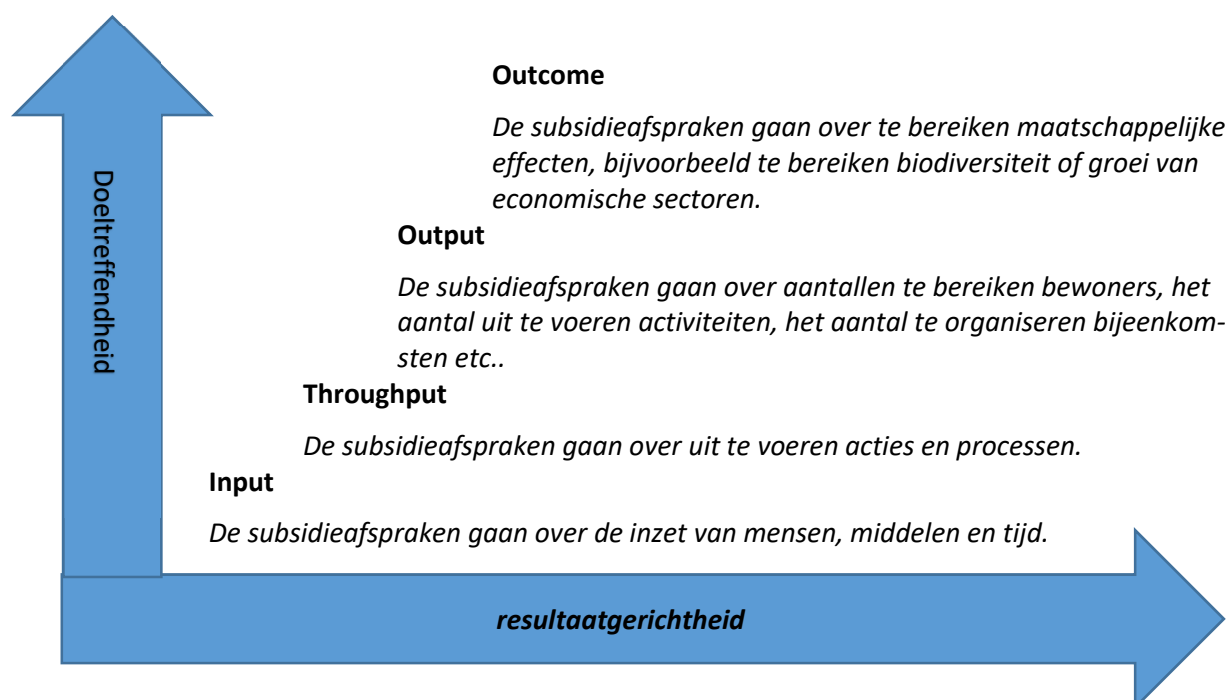 Outcome
De subsidieafspraken gaan over te bereiken maatschappelijke
effecten, bijvoorbeeld te bereiken biodiversiteit of groei van
economische sectoren.
Output
De subsidieafspraken gaan over aantallen te bereiken bewoners, het
aantal uit te voeren activiteiten, het aantal te organiseren bijeenkom-
sten etc..
Throughput
De subsidieafspraken gaan over uit te voeren acties en processen.
Input
De subsidieafspraken gaan over de inzet van mensen, middelen en tijd.
Doeltreffendheid
resultaatgerichtheid